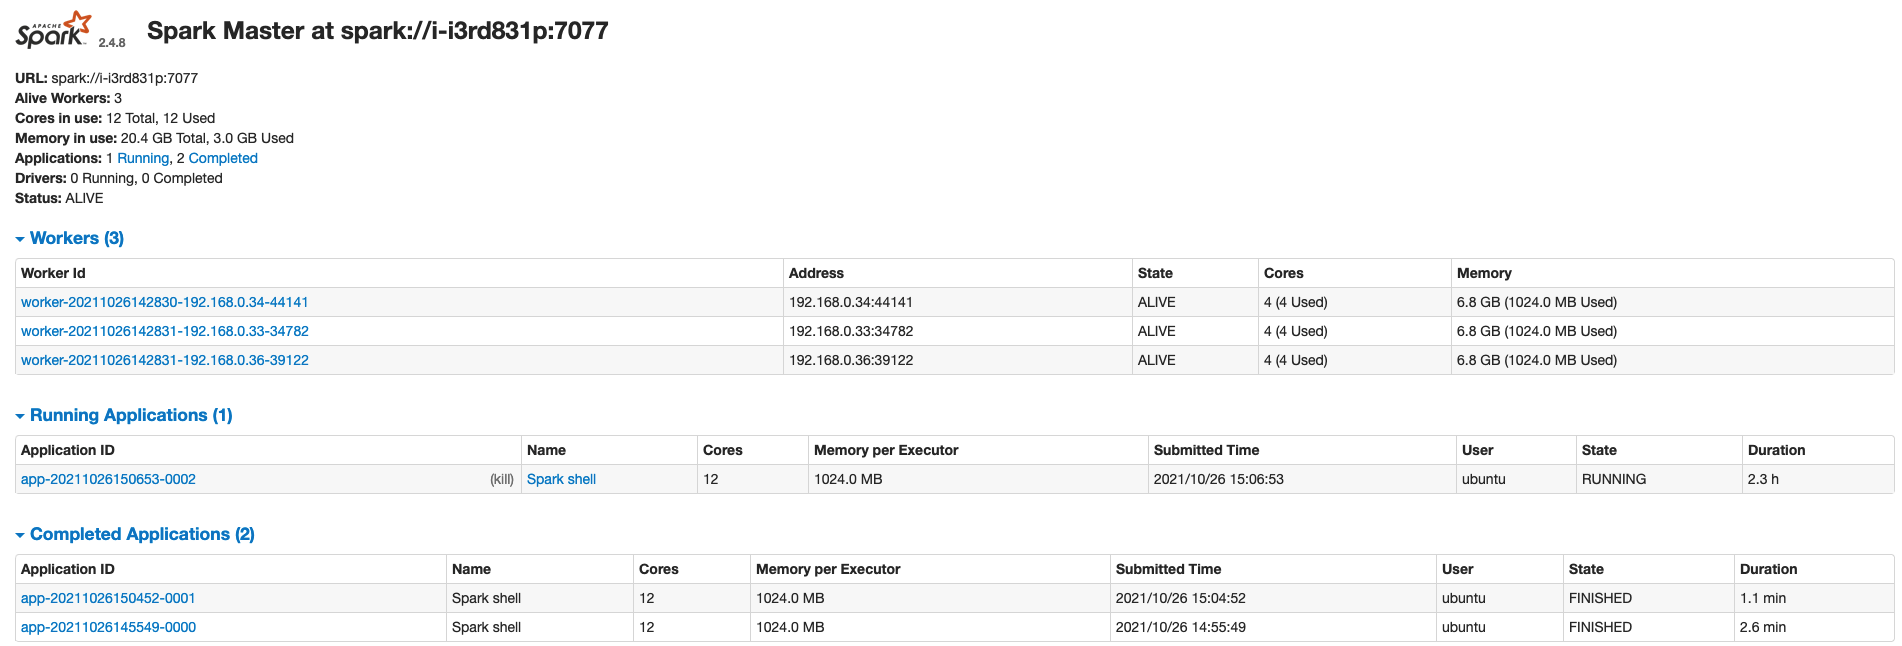 APACHE
Spark 2.4.8 Spark Master at spark://i-i3rd831p:7077
URL: spark://i-i3rd831p:7077
Alive Workers: 3
Cores in use: 12 Total, 12 Used
Memory in use: 20.4 GB Total, 3.0 GB Used
Applications: 1 Running, 2 Completed
Drivers: 0 Running, 0 Completed
Status: ALIVE
Workers (3)
Worker Id Address State Cores Memory
worker-20211026142830-192.168.0.34-44141 192.168.0.34:44141 ALIVE 4 (4 Used) 6.8 GB (1024.0 MB Used)
worker-20211026142831-192.168.0.33-34782 192.168.0.33:34782 ALIVE 4 (4 Used) 6.8 GB (1024.0 MB Used)
worker-20211026142831-192.168.0.36-39122 192.168.0.36:39122 ALIVE 4 (4 Used) 6.8 GB (1024.0 MB Used)
Running Applications (1)
Application ID Name Cores Memory per Executor Submitted Time User State Duration
app-20211026150653-0002 (kill) Spark shell 12 1024.0 MB 2021/10/26 15:06:53 ubuntu RUNNING 2.3 h
Completed Applications (2)
Application ID Name Cores Memory per Executor Submitted Time User State Duration
app-20211026150452-0001 Spark shell 12 1024.0 MB 2021/10/26 15:04:52 ubuntu FINISHED 1.1 min
app-20211026145549-0000 Spark shell 12 1024.0 MB 2021/10/26 14:55:49 ubuntu FINISHED 2.6 min